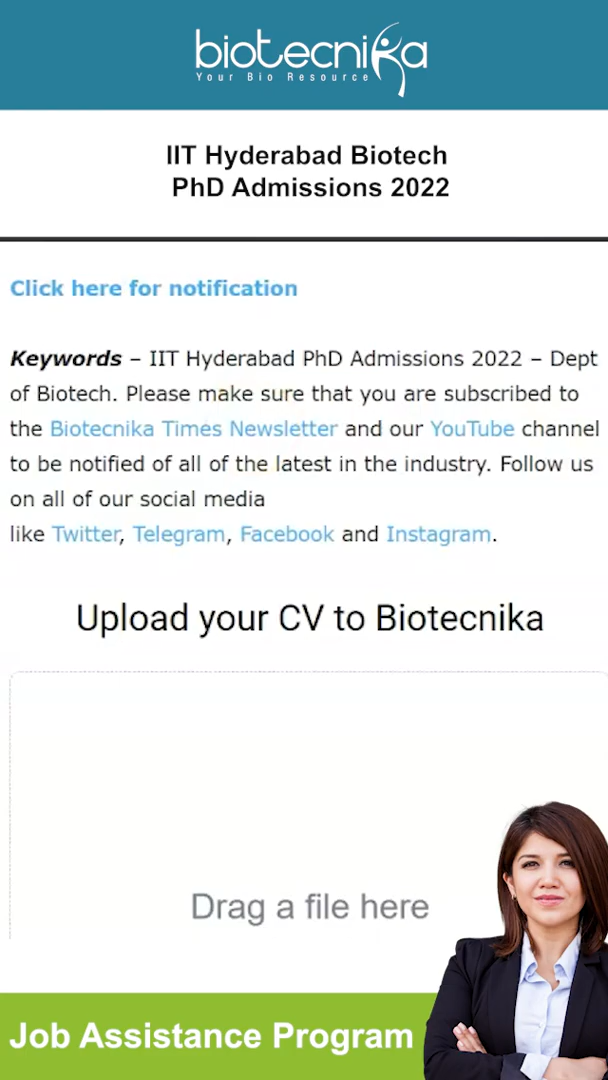 biotecnika
Your Bio Resource
IIT Hyderabad Biotech
PhD Admissions 2022
Click here for notification
Keywords – IIT Hyderabad PhD Admissions 2022 – Dept
of Biotech. Please make sure that you are subscribed to
the Biotecnika Times Newsletter and our YouTube channel
to be notified of all of the latest in the industry. Follow us
on all of our social media
like Twitter, Telegram, Facebook and Instagram.
Upload your CV to Biotecnika
Drag a file here
Job Assistance Program